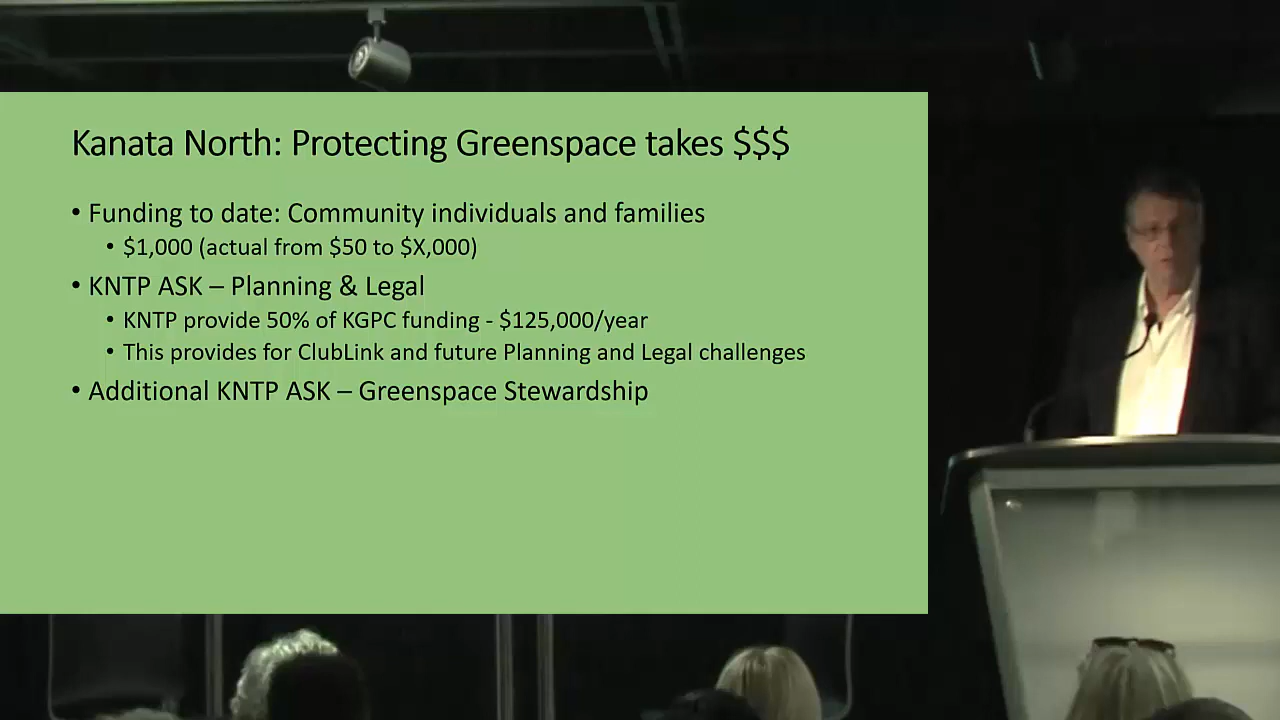 Kanata North: Protecting Greenspace takes $$$
• Funding to date: Community individuals and families
• $1,000 (actual from $50 to $X,000)
• KNTP ASK – Planning & Legal
• KNTP provide 50% of KGPC funding - $125,000/year
• This provides for ClubLink and future Planning and Legal challenges
• Additional KNTP ASK – Greenspace Stewardship